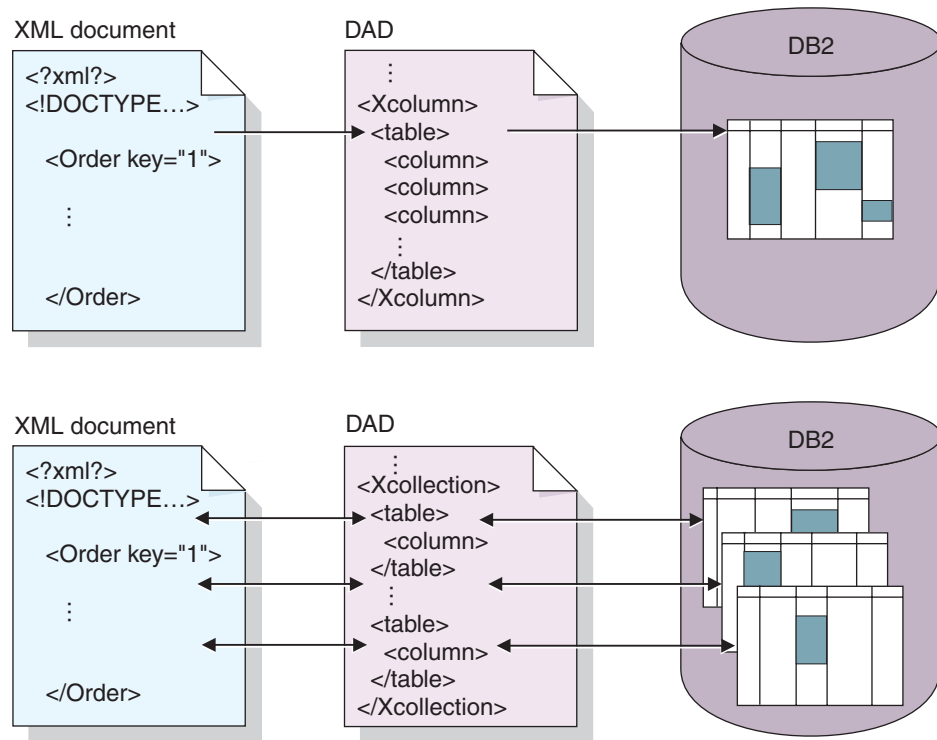 XML document
<?xml?>
<!DOCTYPE…>
<Order key="1">
⋮
</Order>
DAD
⋮
<Xcolumn>
<table>
<column>
<column>
<column>
⋮
</table>
</Xcolumn>
DB2
XML document
<?xml?>
<!DOCTYPE…>
<Order key="1">
⋮
</Order>
DAD
⋮
<Xcollection>
<table>
<column>
</table>
⋮
<table>
<column>
</table>
</Xcollection>
DB2